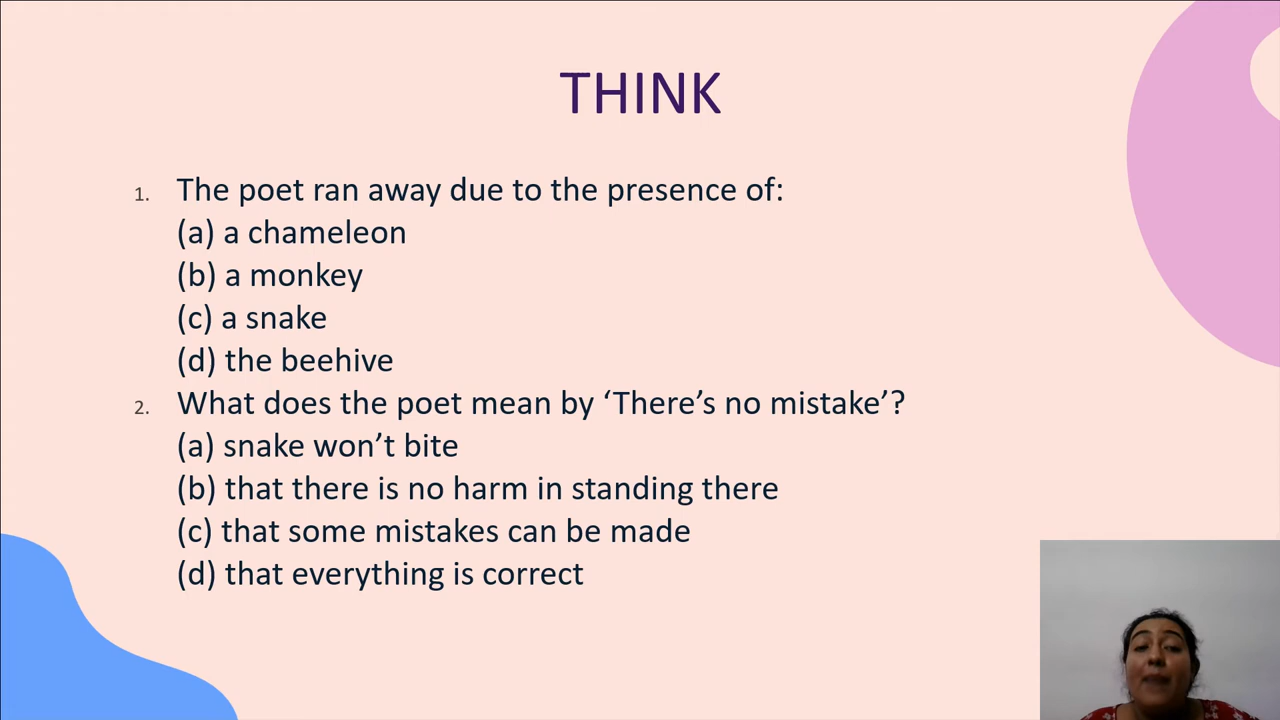 THINK
1. The poet ran away due to the presence of:
(a) a chameleon
(b) a monkey
(c) a snake
(d) the beehive
2. What does the poet mean by ‘There’s no mistake’?
(a) snake won’t bite
(b) that there is no harm in standing there
(c) that some mistakes can be made
(d) that everything is correct